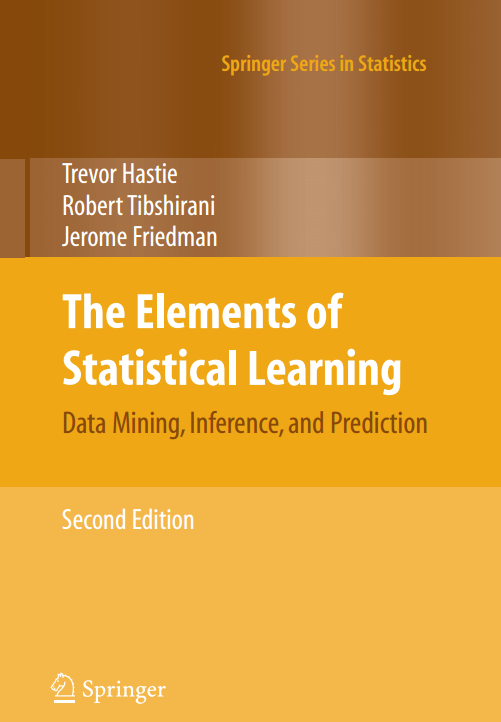 Springer Series in Statistics
Trevor Hastie
Robert Tibshirani
Jerome Friedman
The Elements of
Statistical Learning
Data Mining, Inference, and Prediction
Second Edition
Springer